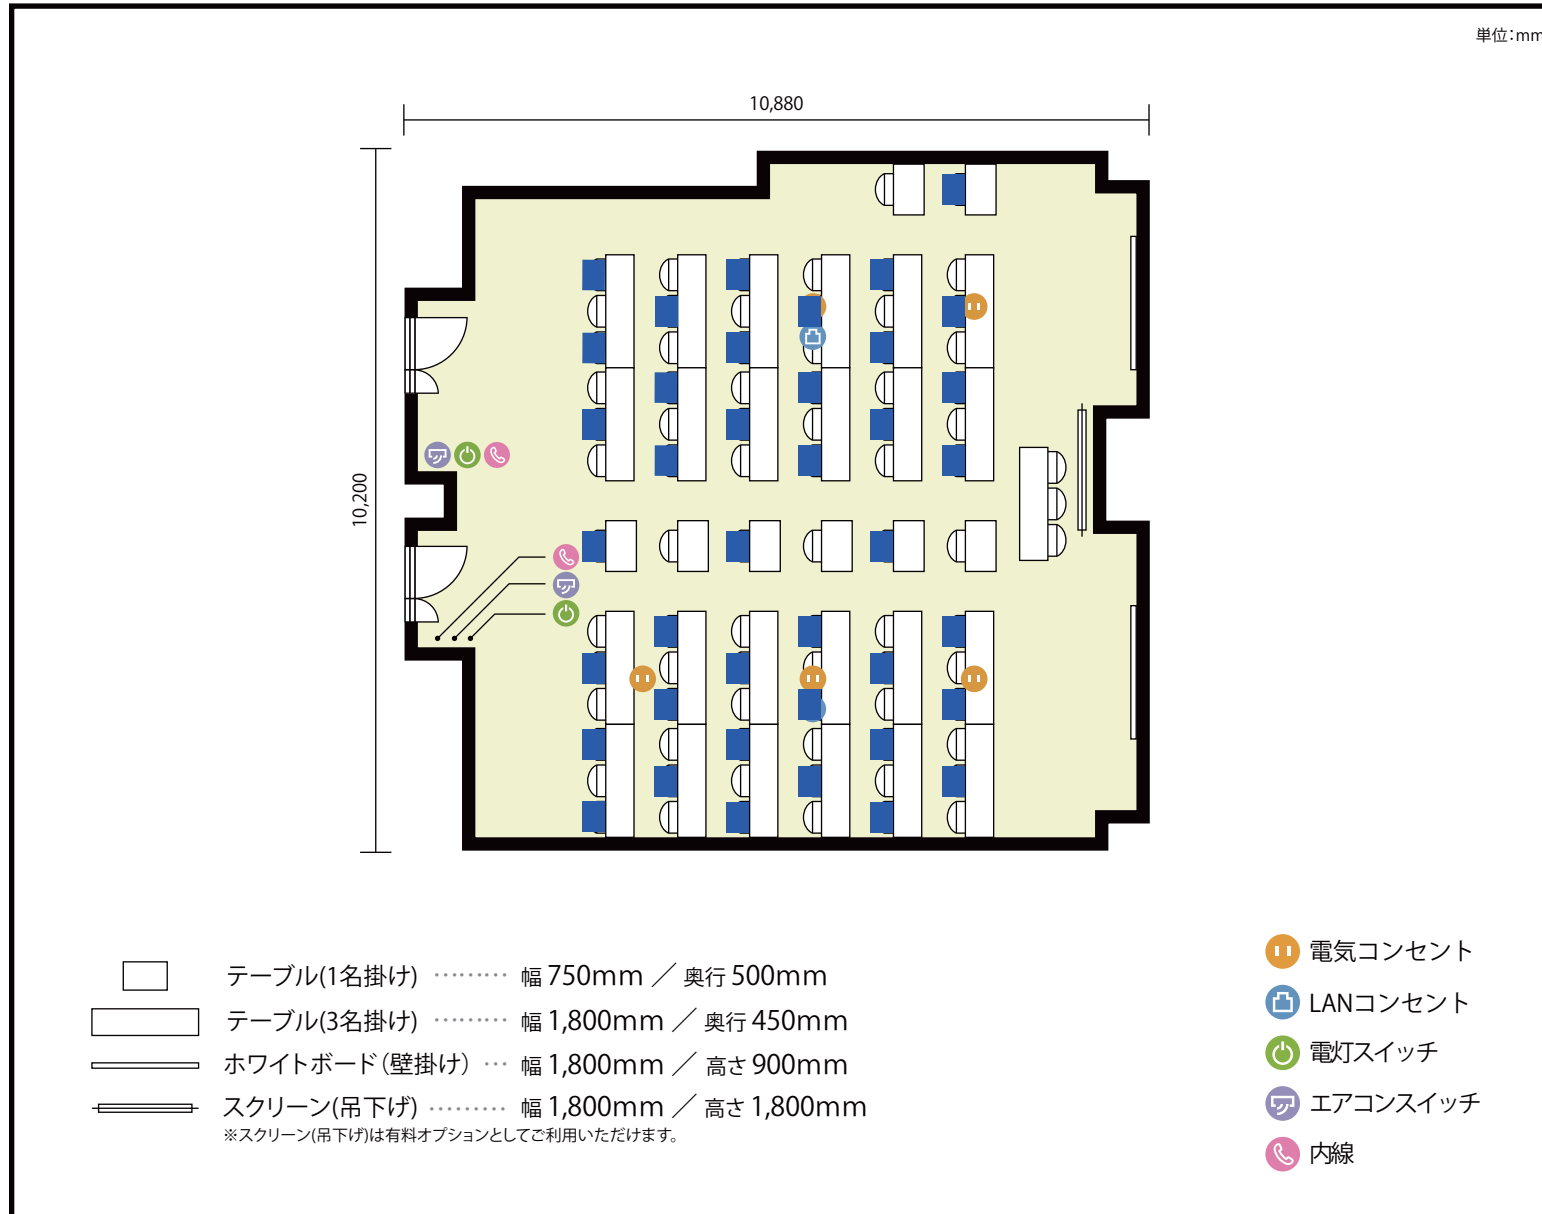 単位：mm
10,880
10,200
テーブル(1名掛け) ……… 幅 750mm ／ 奥行 500mm
テーブル(3名掛け) ……… 幅 1,800mm ／ 奥行 450mm
ホワイトボード（壁掛け） … 幅 1,800mm ／ 高さ 900mm
スクリーン(吊下げ) ……… 幅 1,800mm ／ 高さ 1,800mm
※スクリーン(吊下げ)は有料オプションとしてご利用いただけます。
電気コンセント
LANコンセント
電灯スイッチ
エアコンスイッチ
内線